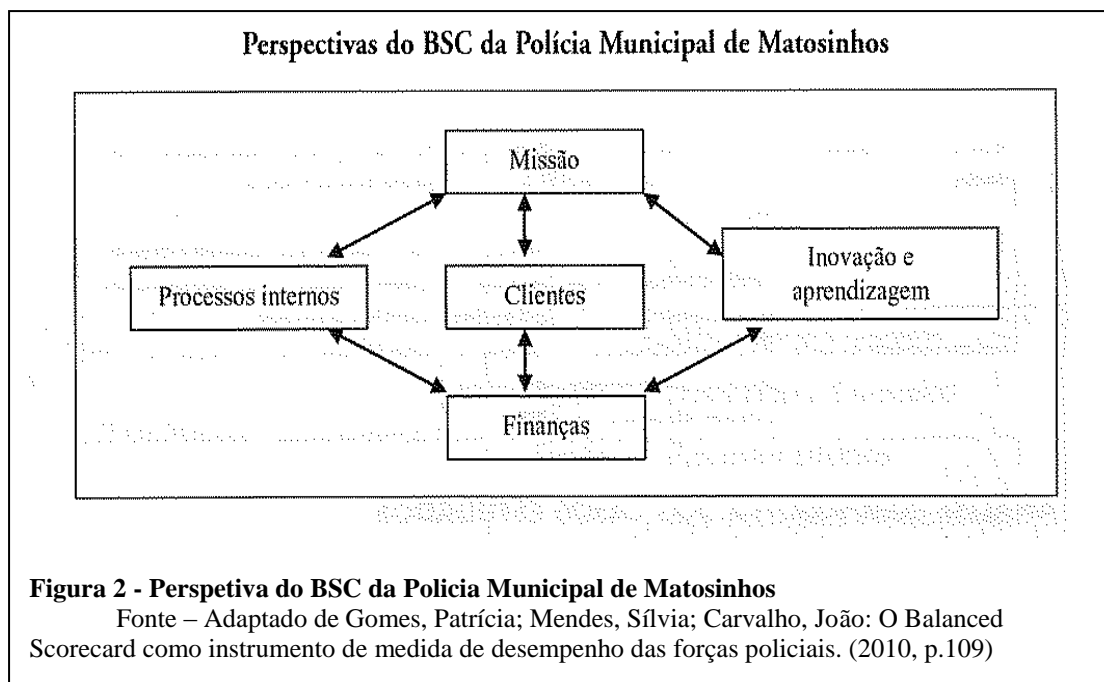 Perspectivas do BSC da Polícia Municipal de Matosinhos
Missão
Processos internos
Clientes
Inovação e
aprendizagem
Finanças
Figura 2 - Perspetiva do BSC da Policia Municipal de Matosinhos
Fonte – Adaptado de Gomes, Patrícia; Mendes, Sílvia; Carvalho, João: O Balanced
Scorecard como instrumento de medida de desempenho das forças policiais. (2010, p.109)